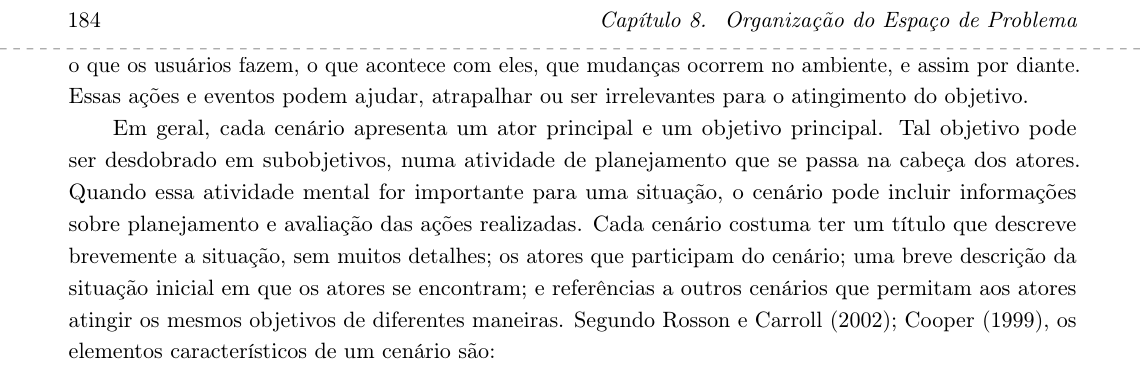 184 Capítulo 8. Organização do Espaço de Problema
o que os usuários fazem, o que acontece com eles, que mudanças ocorrem no ambiente, e assim por diante.
Essas ações e eventos podem ajudar, atrapalhar ou ser irrelevantes para o atingimento do objetivo.
Em geral, cada cenário apresenta um ator principal e um objetivo principal. Tal objetivo pode
ser desdobrado em subobjetivos, numa atividade de planejamento que se passa na cabeça dos atores.
Quando essa atividade mental for importante para uma situação, o cenário pode incluir informações
sobre planejamento e avaliação das ações realizadas. Cada cenário costuma ter um título que descreve
brevemente a situação, sem muitos detalhes; os atores que participam do cenário; uma breve descrição da
situação inicial em que os atores se encontram; e referências a outros cenários que permitam aos atores
atingir os mesmos objetivos de diferentes maneiras. Segundo Rosson e Carroll (2002); Cooper (1999), os
elementos característicos de um cenário são: